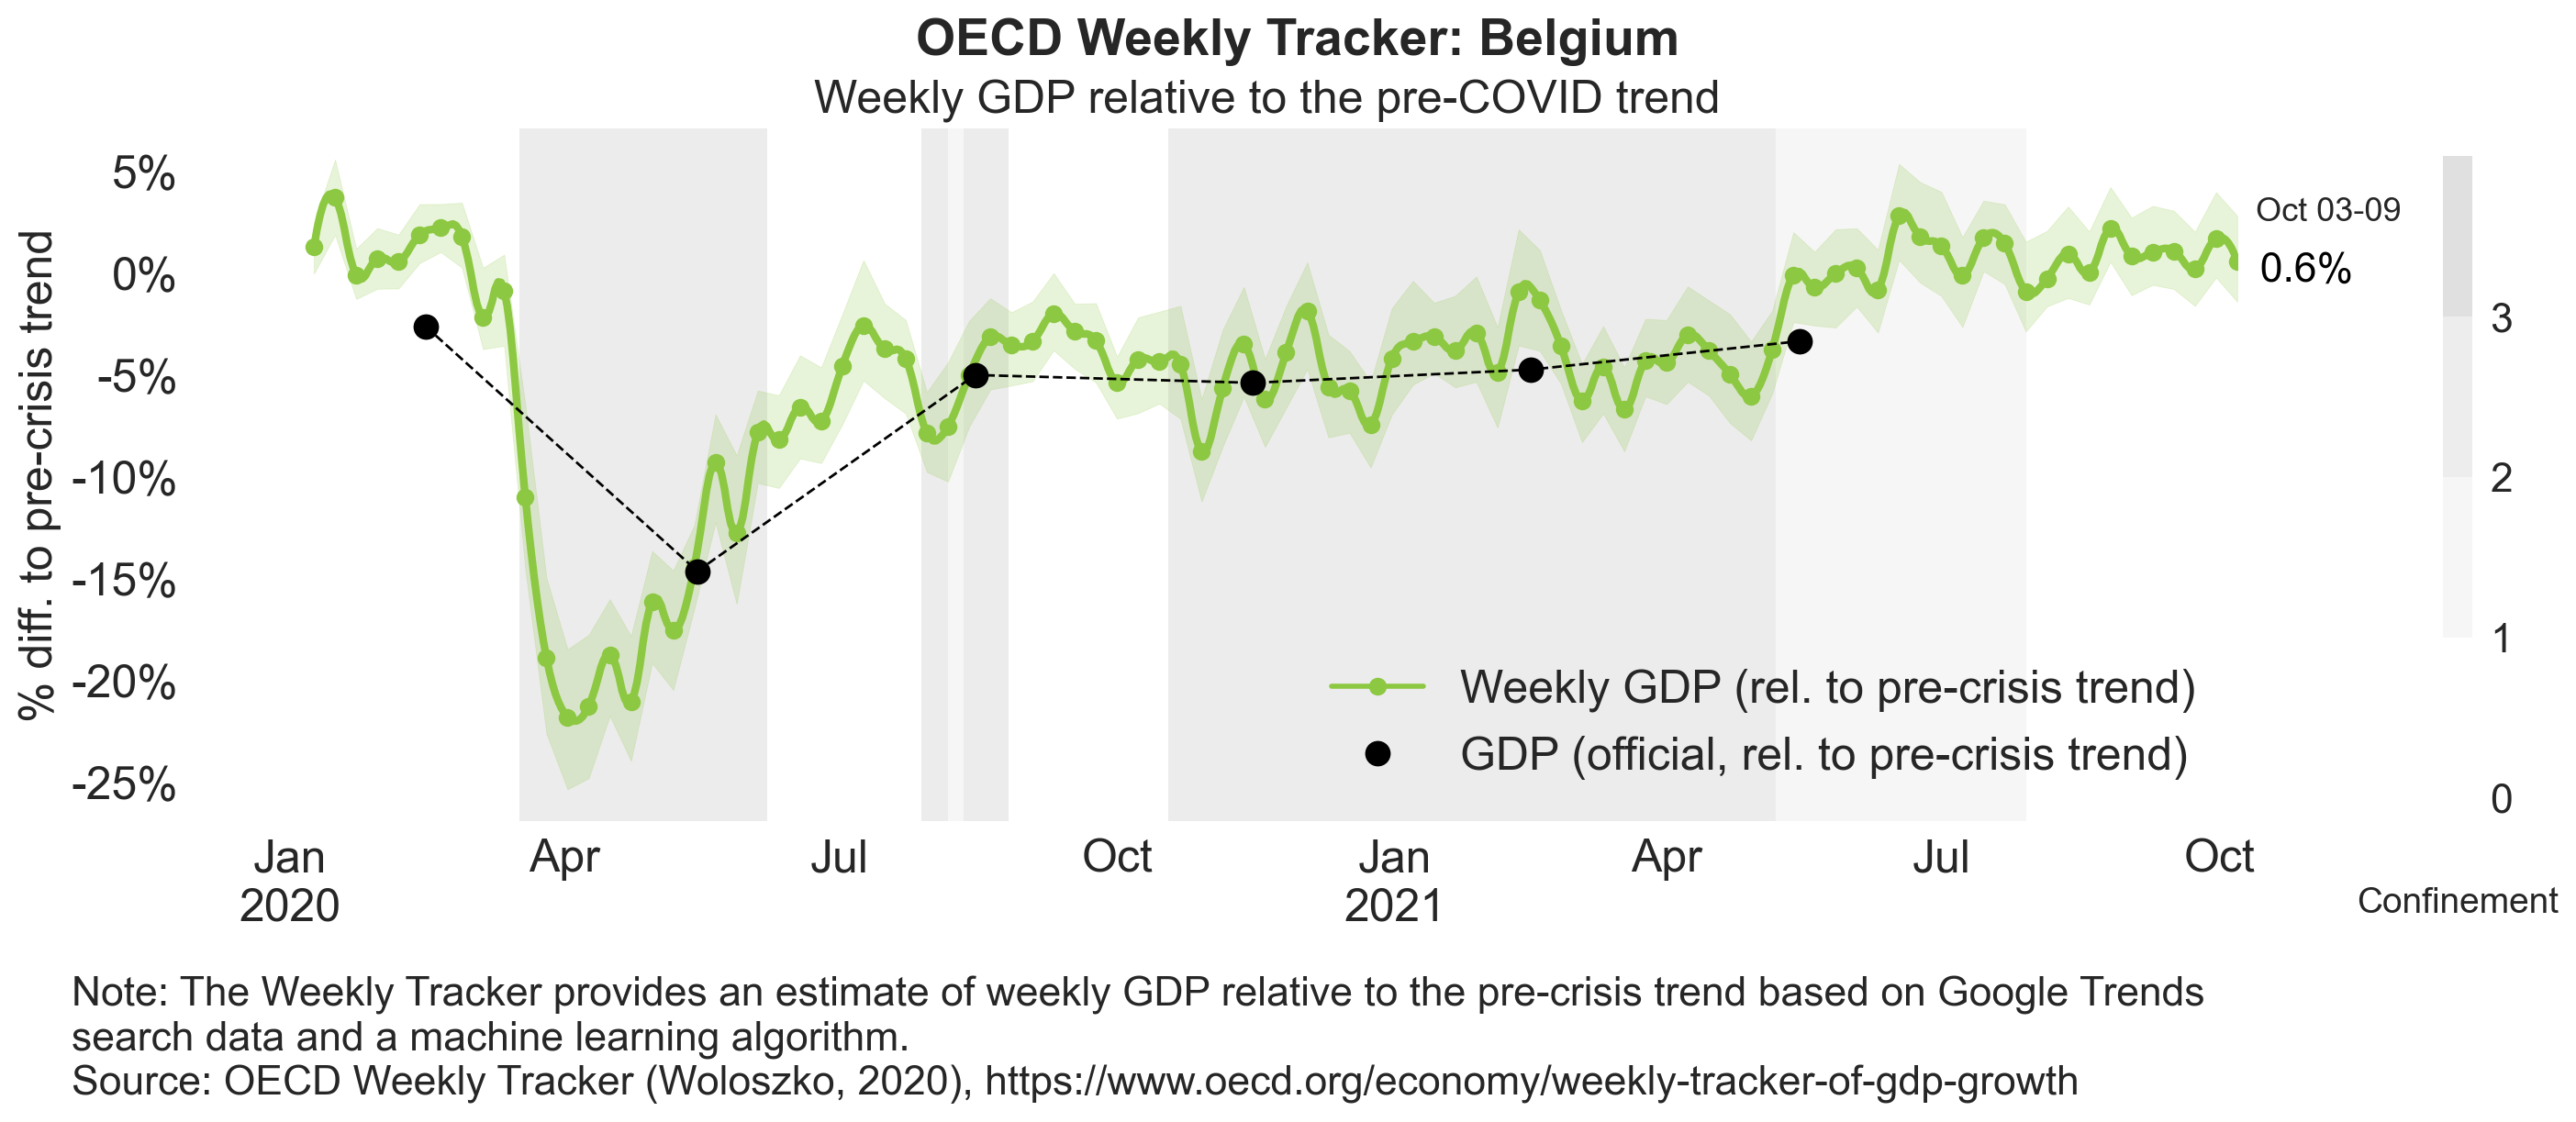 OECD Weekly Tracker: Belgium
Weekly GDP relative to the pre-COVID trend
% diff. to pre-crisis trend
5%
0%
-5%
-10%
-15%
-20%
-25%
Oct 03-09
0.6%
Weekly GDP (rel. to pre-crisis trend)
GDP (official, rel. to pre-crisis trend)
3
2
1
0
Confinement
Jan Apr Jul Oct Jan Apr Jul Oct
2020 2021
Note: The Weekly Tracker provides an estimate of weekly GDP relative to the pre-crisis trend based on Google Trends
search data and a machine learning algorithm.
Source: OECD Weekly Tracker (Woloszko, 2020), https://www.oecd.org/economy/weekly-tracker-of-gdp-growth